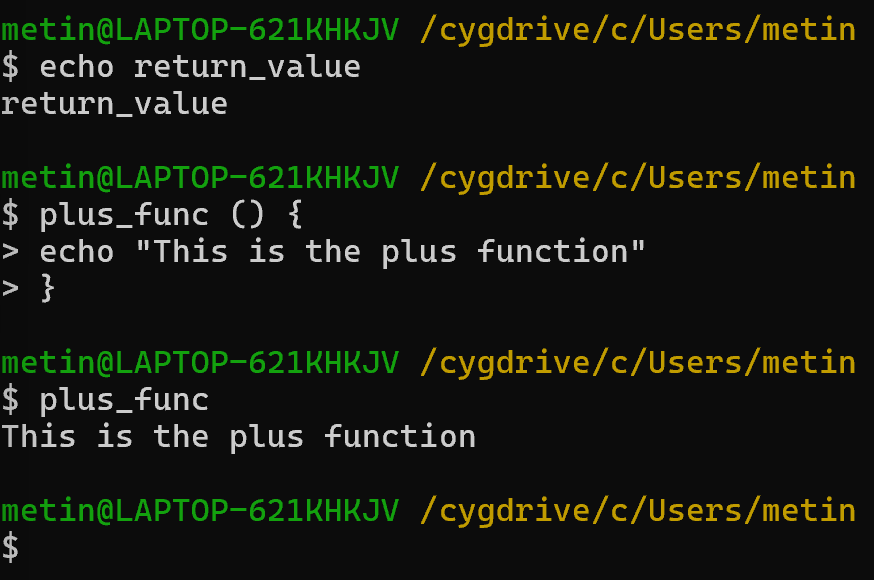 metin@LAPTOP-621KHKJV /cygdrive/c/Users/metin
$ echo return_value
return_value
metin@LAPTOP-621KHKJV /cygdrive/c/Users/metin
$ plus_func () {
> echo "This is the plus function"
> }
metin@LAPTOP-621KHKJV /cygdrive/c/Users/metin
$ plus_func
This is the plus function
metin@LAPTOP-621KHKJV /cygdrive/c/Users/metin
$